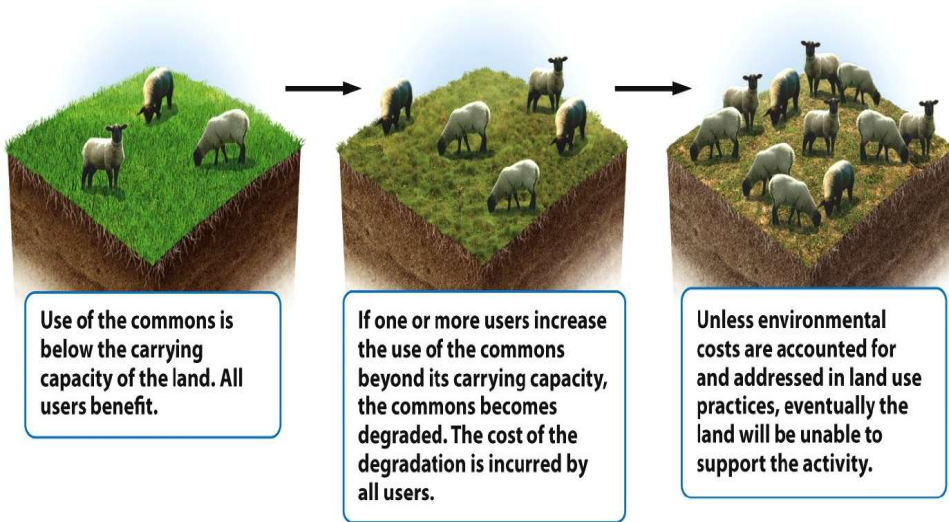 Use of the commons is
below the carrying
capacity of the land. All
users benefit.
If one or more users increase
the use of the commons
beyond its carrying capacity,
the commons becomes
degraded. The cost of the
degradation is incurred by
all users.
Unless environmental
costs are accounted for
and addressed in land use
practices, eventually the
land will be unable to
support the activity.